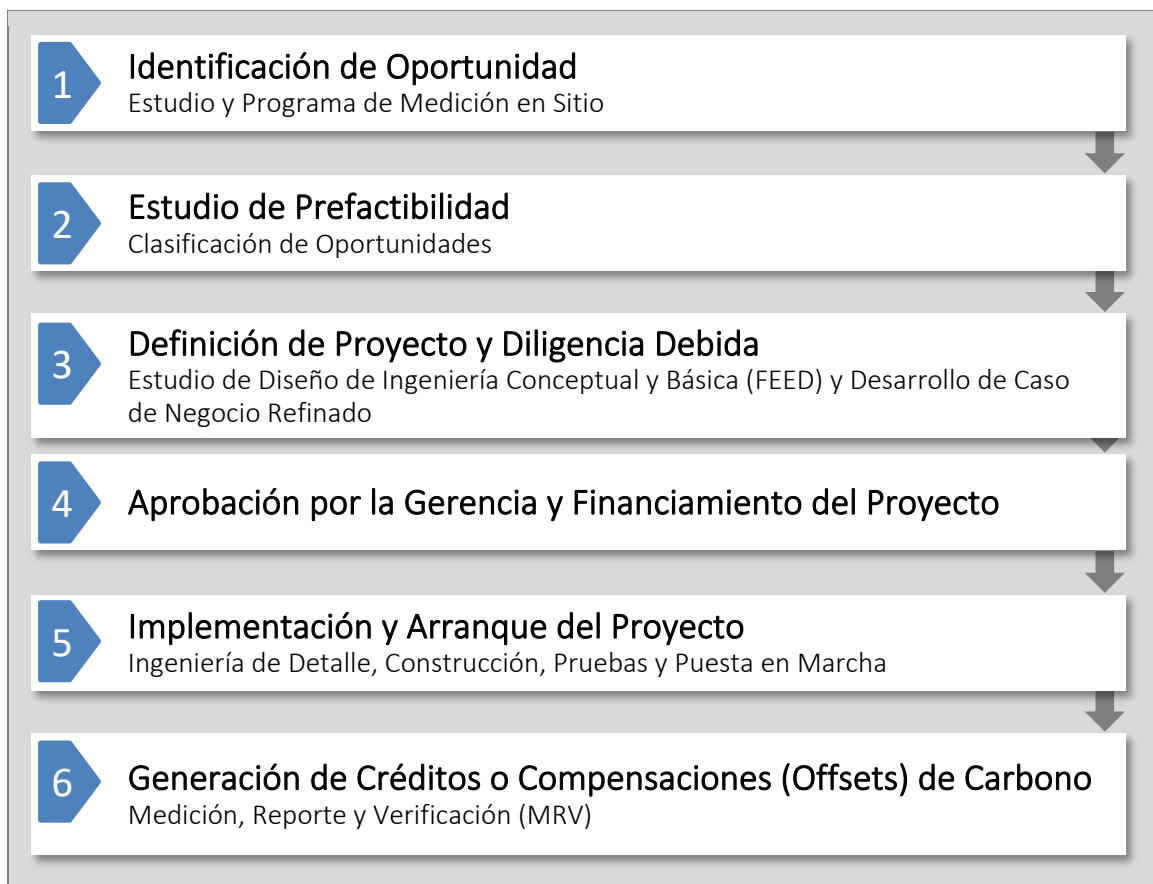 1
Identificación de Oportunidad
Estudio y Programa de Medición en Sitio
2
Estudio de Prefactibilidad
Clasificación de Oportunidades
3
Definición de Proyecto y Diligencia Debida
Estudio de Diseño de Ingeniería Conceptual y Básica (FEED) y Desarrollo de Caso
de Negocio Refinado
4
Aprobación por la Gerencia y Financiamiento del Proyecto
5
Implementación y Arranque del Proyecto
Ingeniería de Detalle, Construcción, Pruebas y Puesta en Marcha
6
Generación de Créditos o Compensaciones (Offsets) de Carbono
Medición, Reporte y Verificación (MRV)